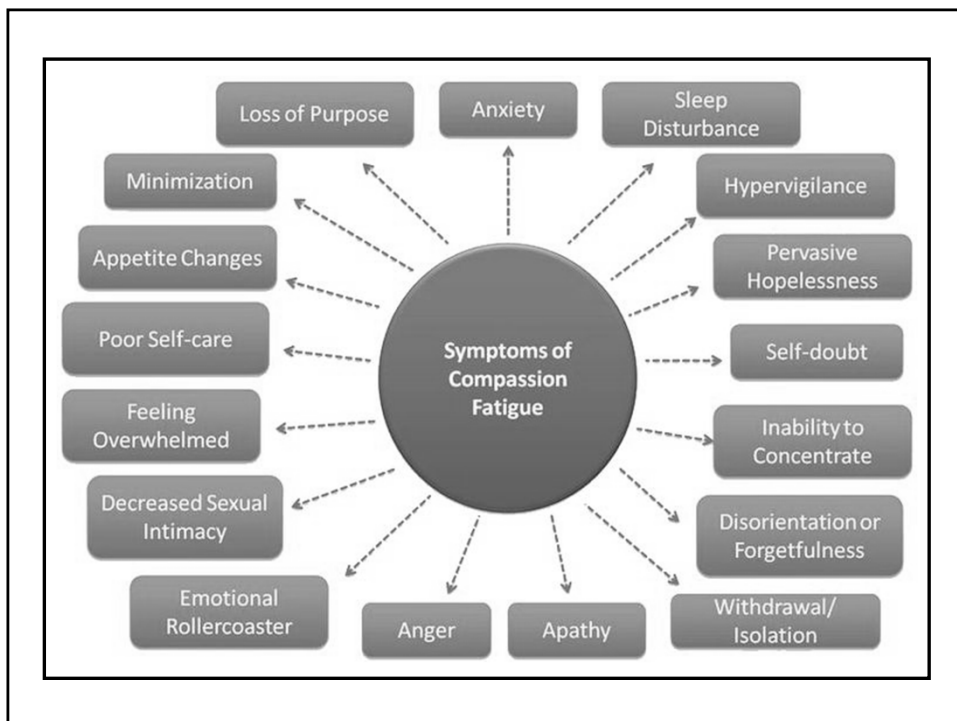 Symptoms of
Compassion
Fatigue
Anxiety
Sleep
Disturbance
Hypervigilance
Pervasive
Hopelessness
Self-doubt
Inability to
Concentrate
Disorientation or
Forgetfulness
Withdrawal/
Isolation
Apathy
Anger
Emotional
Rollercoaster
Decreased Sexual
Intimacy
Feeling
Overwhelmed
Poor Self-care
Appetite Changes
Minimization
Loss of Purpose